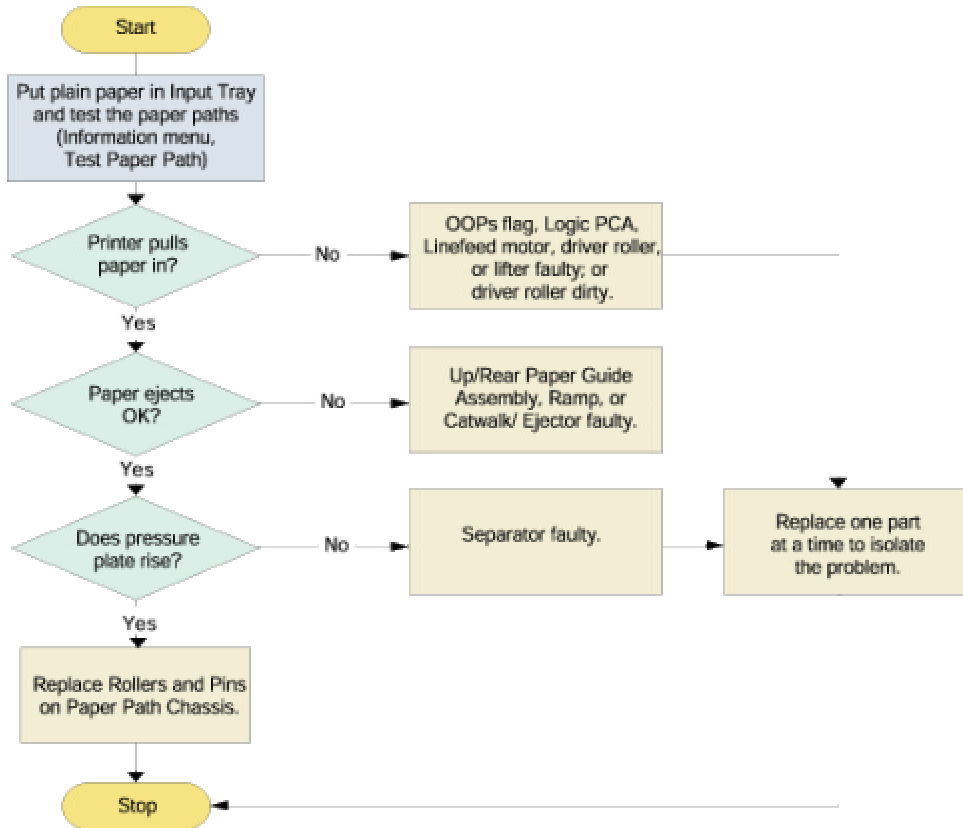 Start
Put plain paper in Input Tray
and test the paper paths
(Information menu,
Test Paper Path)
Printer pulls
paper in?
No
OOPs flag, Logic PCA,
Linefeed motor, driver roller,
or lifter faulty; or
driver roller dirty.
Yes
Paper ejects
OK?
No
Up/Rear Paper Guide
Assembly, Ramp, or
Catwalk/ Ejector faulty.
Yes
Does pressure
plate rise?
No
Separator faulty.
Replace one part
at a time to isolate
the problem.
Yes
Replace Rollers and Pins
on Paper Path Chassis.
Stop